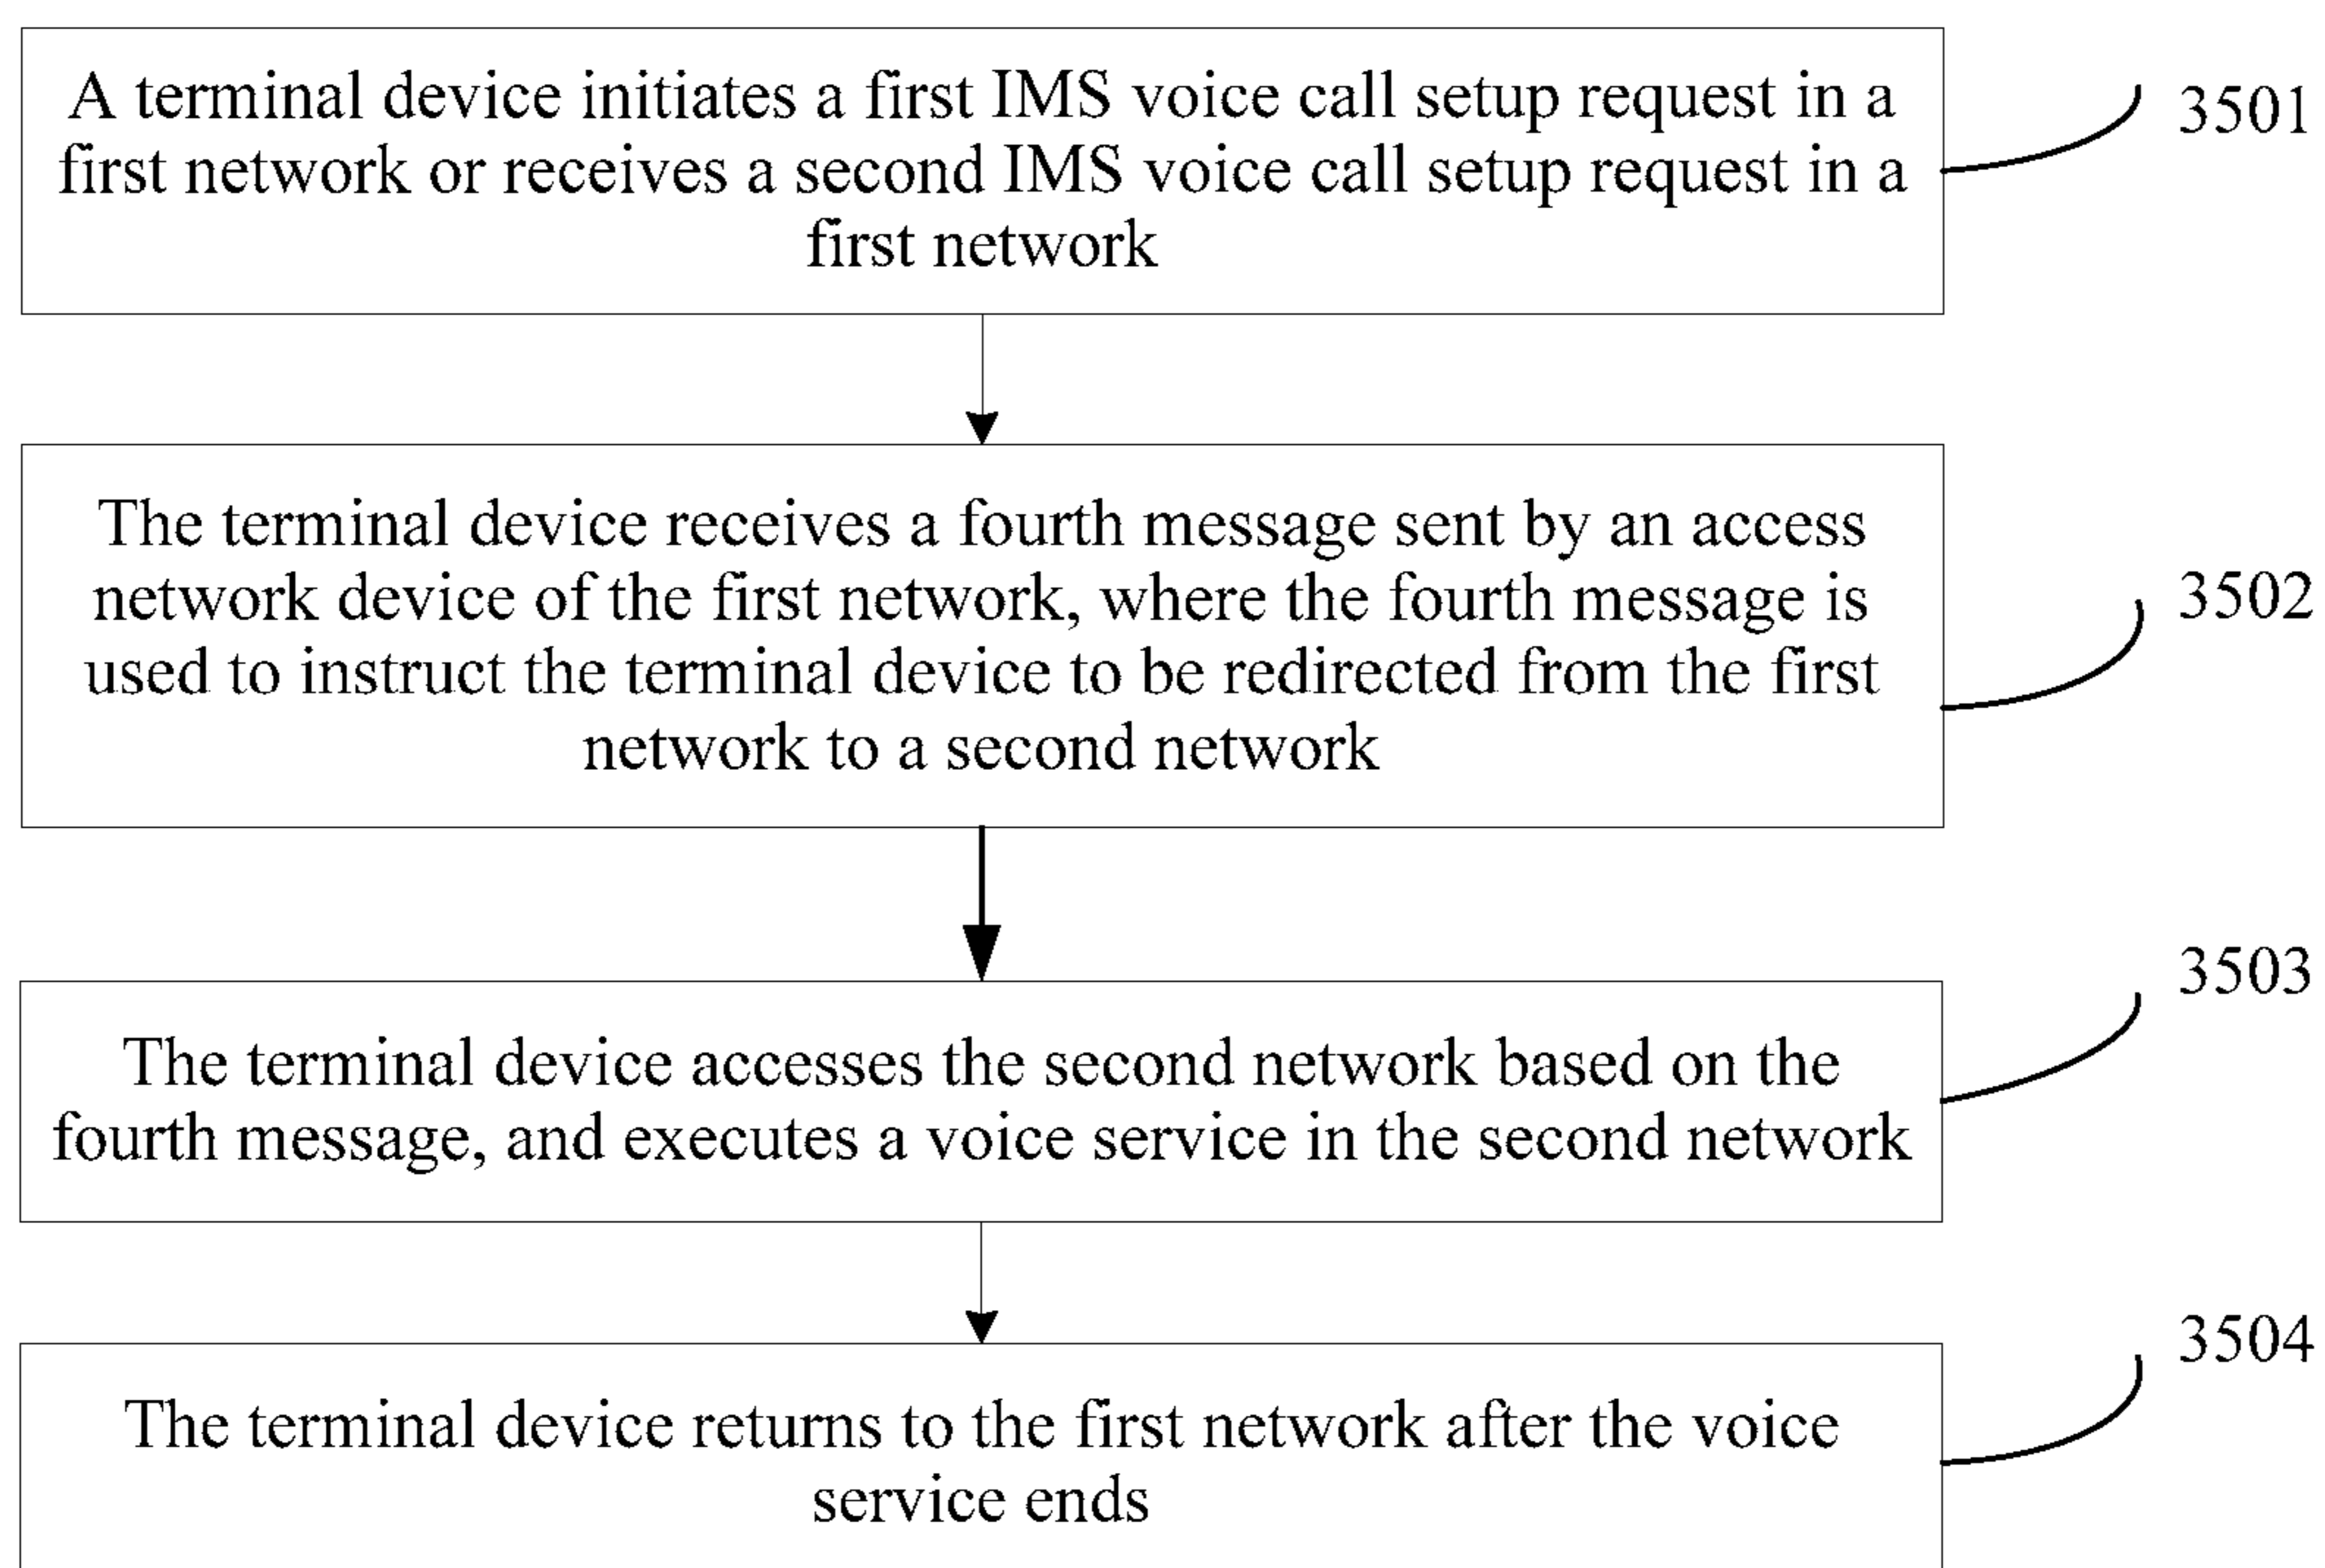 A terminal device initiates a first IMS voice call setup request in a
first network or receives a second IMS voice call setup request in a
first network
3501
The terminal device receives a fourth message sent by an access
network device of the first network, where the fourth message is
used to instruct the terminal device to be redirected from the first
network to a second network
3502
The terminal device accesses the second network based on the
fourth message, and executes a voice service in the second network
3503
The terminal device returns to the first network after the voice
service ends
3504